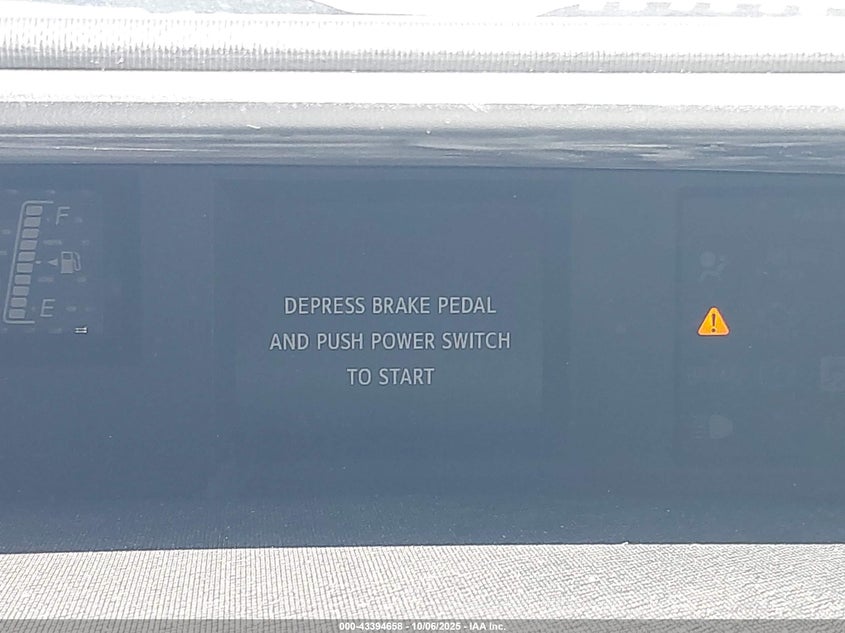 F
E
DEPRESS BRAKE PEDAL
AND PUSH POWER SWITCH
TO START
000-43394658 - 10/06/2025 - IAA Inc.